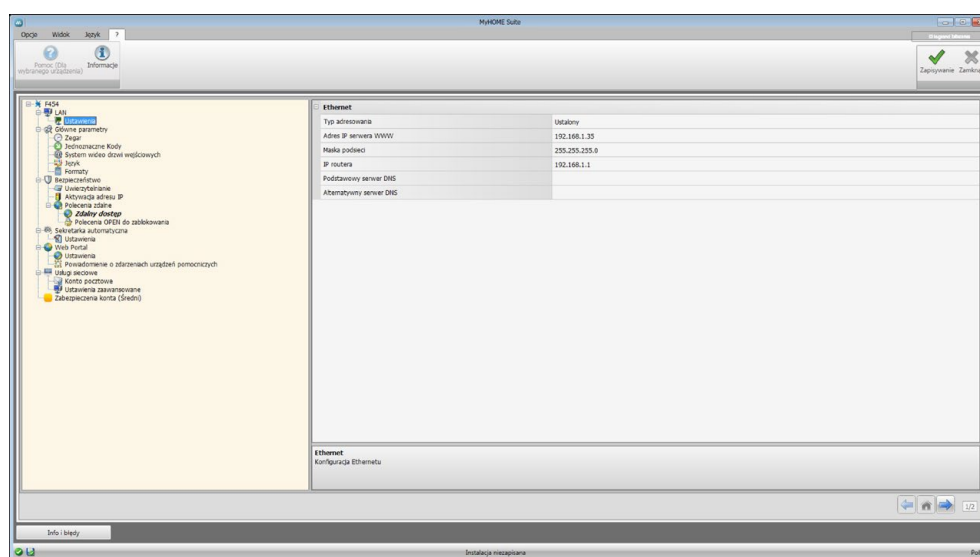 MyHOME Suite
Opcje Widok Język ?
Pomoc (Dla wybranego urządzenia)
Informacje
Zapisywanie
F454
LAN
Ustawienia
Główne parametry
Zegar
Jednoznaczne Kody
System wideo drzwi wejściowych
Język
Formaty
Bezpieczeństwo
Uwierzytelnianie
Aktywacja adresu IP
Polecenia zdalne
Zdalny dostęp
Polecenia OPEN do zablokowania
Sekretarka automatyczna
Ustawienia
Web Portal
Ustawienia
Powiadomienie o zdarzeniach urządzeń pomocniczych
Usługi sieciowe
Konto pocztowe
Ustawienia zaawansowane
Zabezpieczenia konta (Średni)
Ethernet
Typ adresowania Ustalony
Adres IP serwera WWW 192.168.1.35
Maska podsieci 255.255.255.0
IP routera 192.168.1.1
Podstawowy serwer DNS
Alternatywny serwer DNS
Ethernet
Konfiguracja Ethernetu
1/2
Info i błędy
Instalacja niezapisana